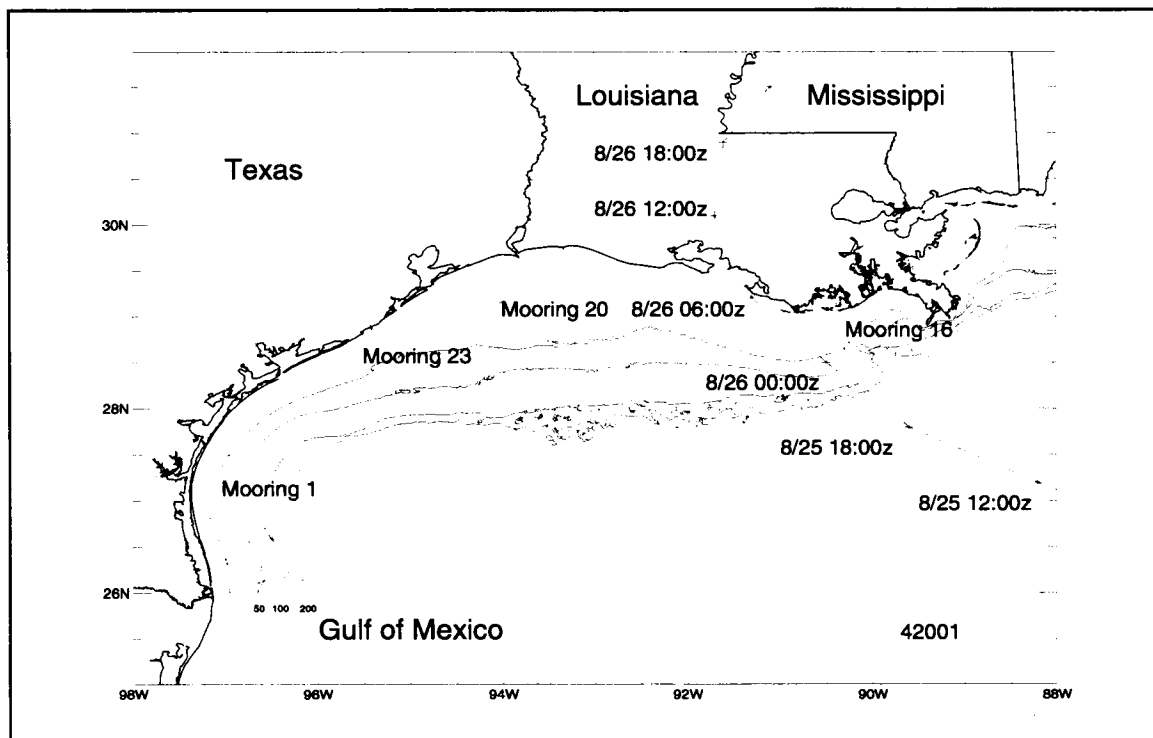 Louisiana
Mississippi
8/26 18:00z
Texas
8/26 12:00z
30N
Mooring 20
8/26 06:00z
Mooring 16
Mooring 23
8/26 00:00z
28N
8/25 18:00z
Mooring 1
8/25 12:00z
26N
50 100 200
Gulf of Mexico
42001
98W 96W 94W 92W 90W 88W